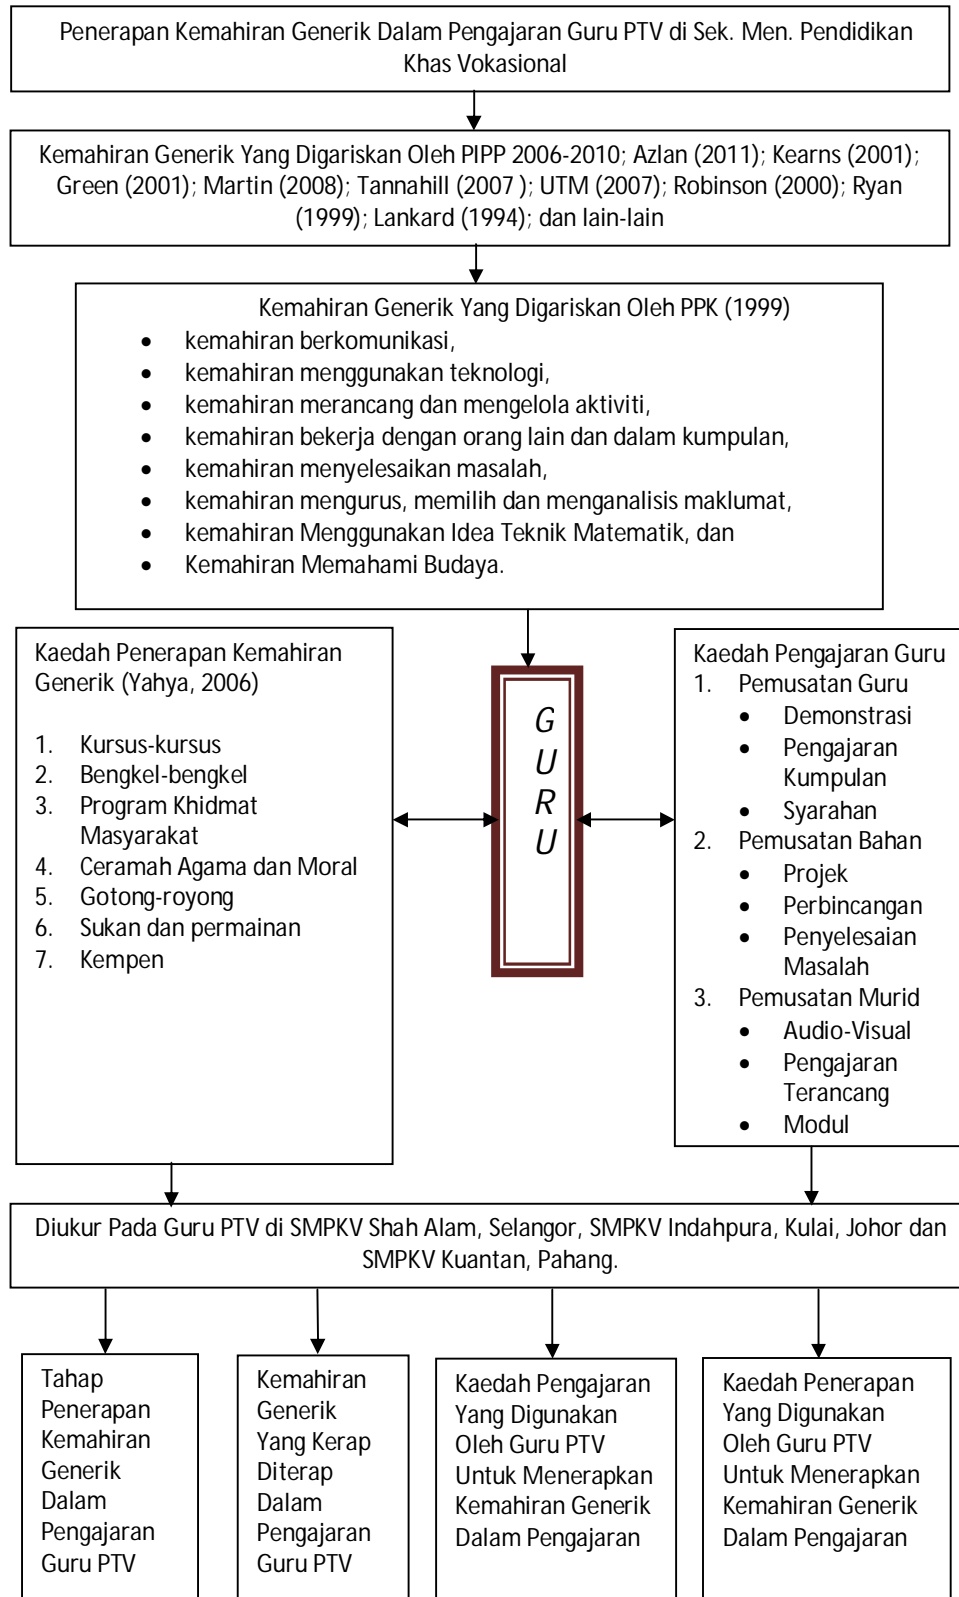 Penerapan Kemahiran Generik Dalam Pengajaran Guru PTV di Sek. Men. Pendidikan
Khas Vokasional
Kemahiran Generik Yang Digariskan Oleh PIPP 2006-2010; Azlan (2011); Kearns (2001);
Green (2001); Martin (2008); Tannahill (2007 ); UTM (2007); Robinson (2000); Ryan
(1999); Lankard (1994); dan lain-lain
Kemahiran Generik Yang Digariskan Oleh PPK (1999)
• kemahiran berkomunikasi,
• kemahiran menggunakan teknologi,
• kemahiran merancang dan mengelola aktiviti,
• kemahiran bekerja dengan orang lain dan dalam kumpulan,
• kemahiran menyelesaikan masalah,
• kemahiran mengurus, memilih dan menganalisis maklumat,
• kemahiran Menggunakan Idea Teknik Matematik, dan
• Kemahiran Memahami Budaya.
Kaedah Penerapan Kemahiran
Generik (Yahya, 2006)
1. Kursus-kursus
2. Bengkel-bengkel
3. Program Khidmat
Masyarakat
4. Ceramah Agama dan Moral
5. Gotong-royong
6. Sukan dan permainan
7. Kempen
G
U
R
U
Kaedah Pengajaran Guru
1. Pemusatan Guru
• Demonstrasi
• Pengajaran
Kumpulan
• Syarahan
2. Pemusatan Bahan
• Projek
• Perbincangan
• Penyelesaian
Masalah
3. Pemusatan Murid
• Audio-Visual
• Pengajaran
Terancang
• Modul
Diukur Pada Guru PTV di SMPKV Shah Alam, Selangor, SMPKV Indahpura, Kulai, Johor dan
SMPKV Kuantan, Pahang.
Tahap
Penerapan
Kemahiran
Generik
Dalam
Pengajaran
Guru PTV
Kemahiran
Generik
Yang Kerap
Diterap
Dalam
Pengajaran
Guru PTV
Kaedah Pengajaran
Yang Digunakan
Oleh Guru PTV
Untuk Menerapkan
Kemahiran Generik
Dalam Pengajaran
Kaedah Penerapan
Yang Digunakan
Oleh Guru PTV
Untuk Menerapkan
Kemahiran Generik
Dalam Pengajaran